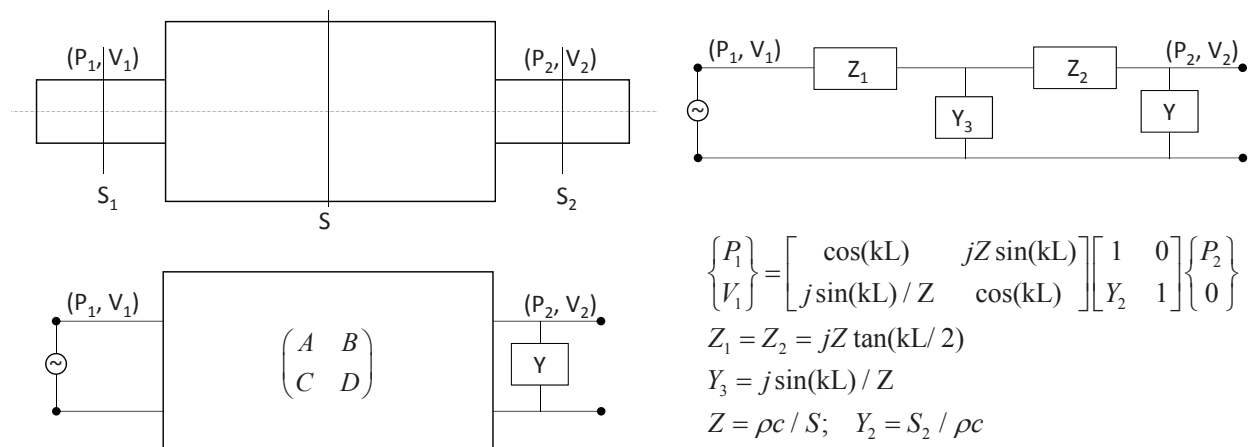 (P₁, V₁)
(P₂, V₂)
S₁
S
S₂
(P₁, V₁)
(P₂, V₂)
~
(A B
C D)
Y
(P₁, V₁)
(P₂, V₂)
~
Z₁
Z₂
Y₃
Y
{P₁ V₁} = [cos(kL) jZ sin(kL)
j sin(kL) / Z cos(kL)] [1 0
Y₂ 1] {P₂ 0}
Z₁ = Z₂ = jZ tan(kL/ 2)
Y₃ = j sin(kL) / Z
Z = ρc / S; Y₂ = S₂ / ρc